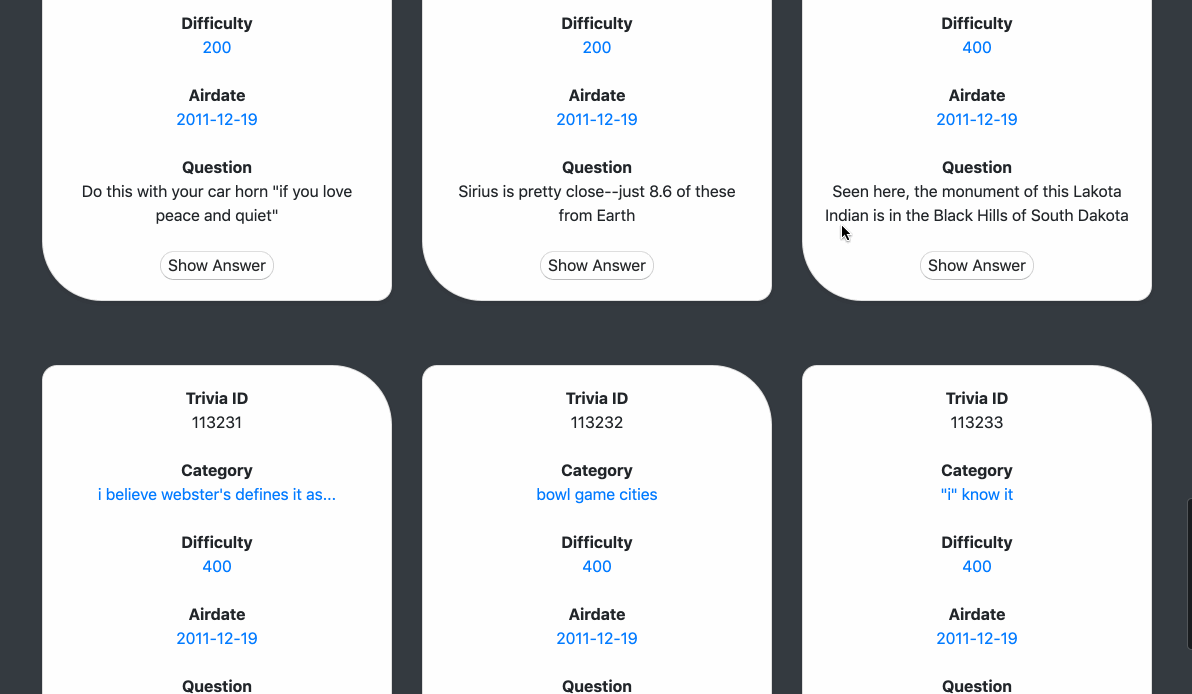 Difficulty
200
Airdate
2011-12-19
Question
Do this with your car horn "if you love
peace and quiet"
Show Answer
Difficulty
200
Airdate
2011-12-19
Question
Sirius is pretty close--just 8.6 of these
from Earth
Show Answer
Difficulty
400
Airdate
2011-12-19
Question
Seen here, the monument of this Lakota
Indian is in the Black Hills of South Dakota
Show Answer
Trivia ID
113231
Category
i believe webster's defines it as...
Difficulty
400
Airdate
2011-12-19
Question
Trivia ID
113232
Category
bowl game cities
Difficulty
400
Airdate
2011-12-19
Question
Trivia ID
113233
Category
"i" know it
Difficulty
400
Airdate
2011-12-19
Question